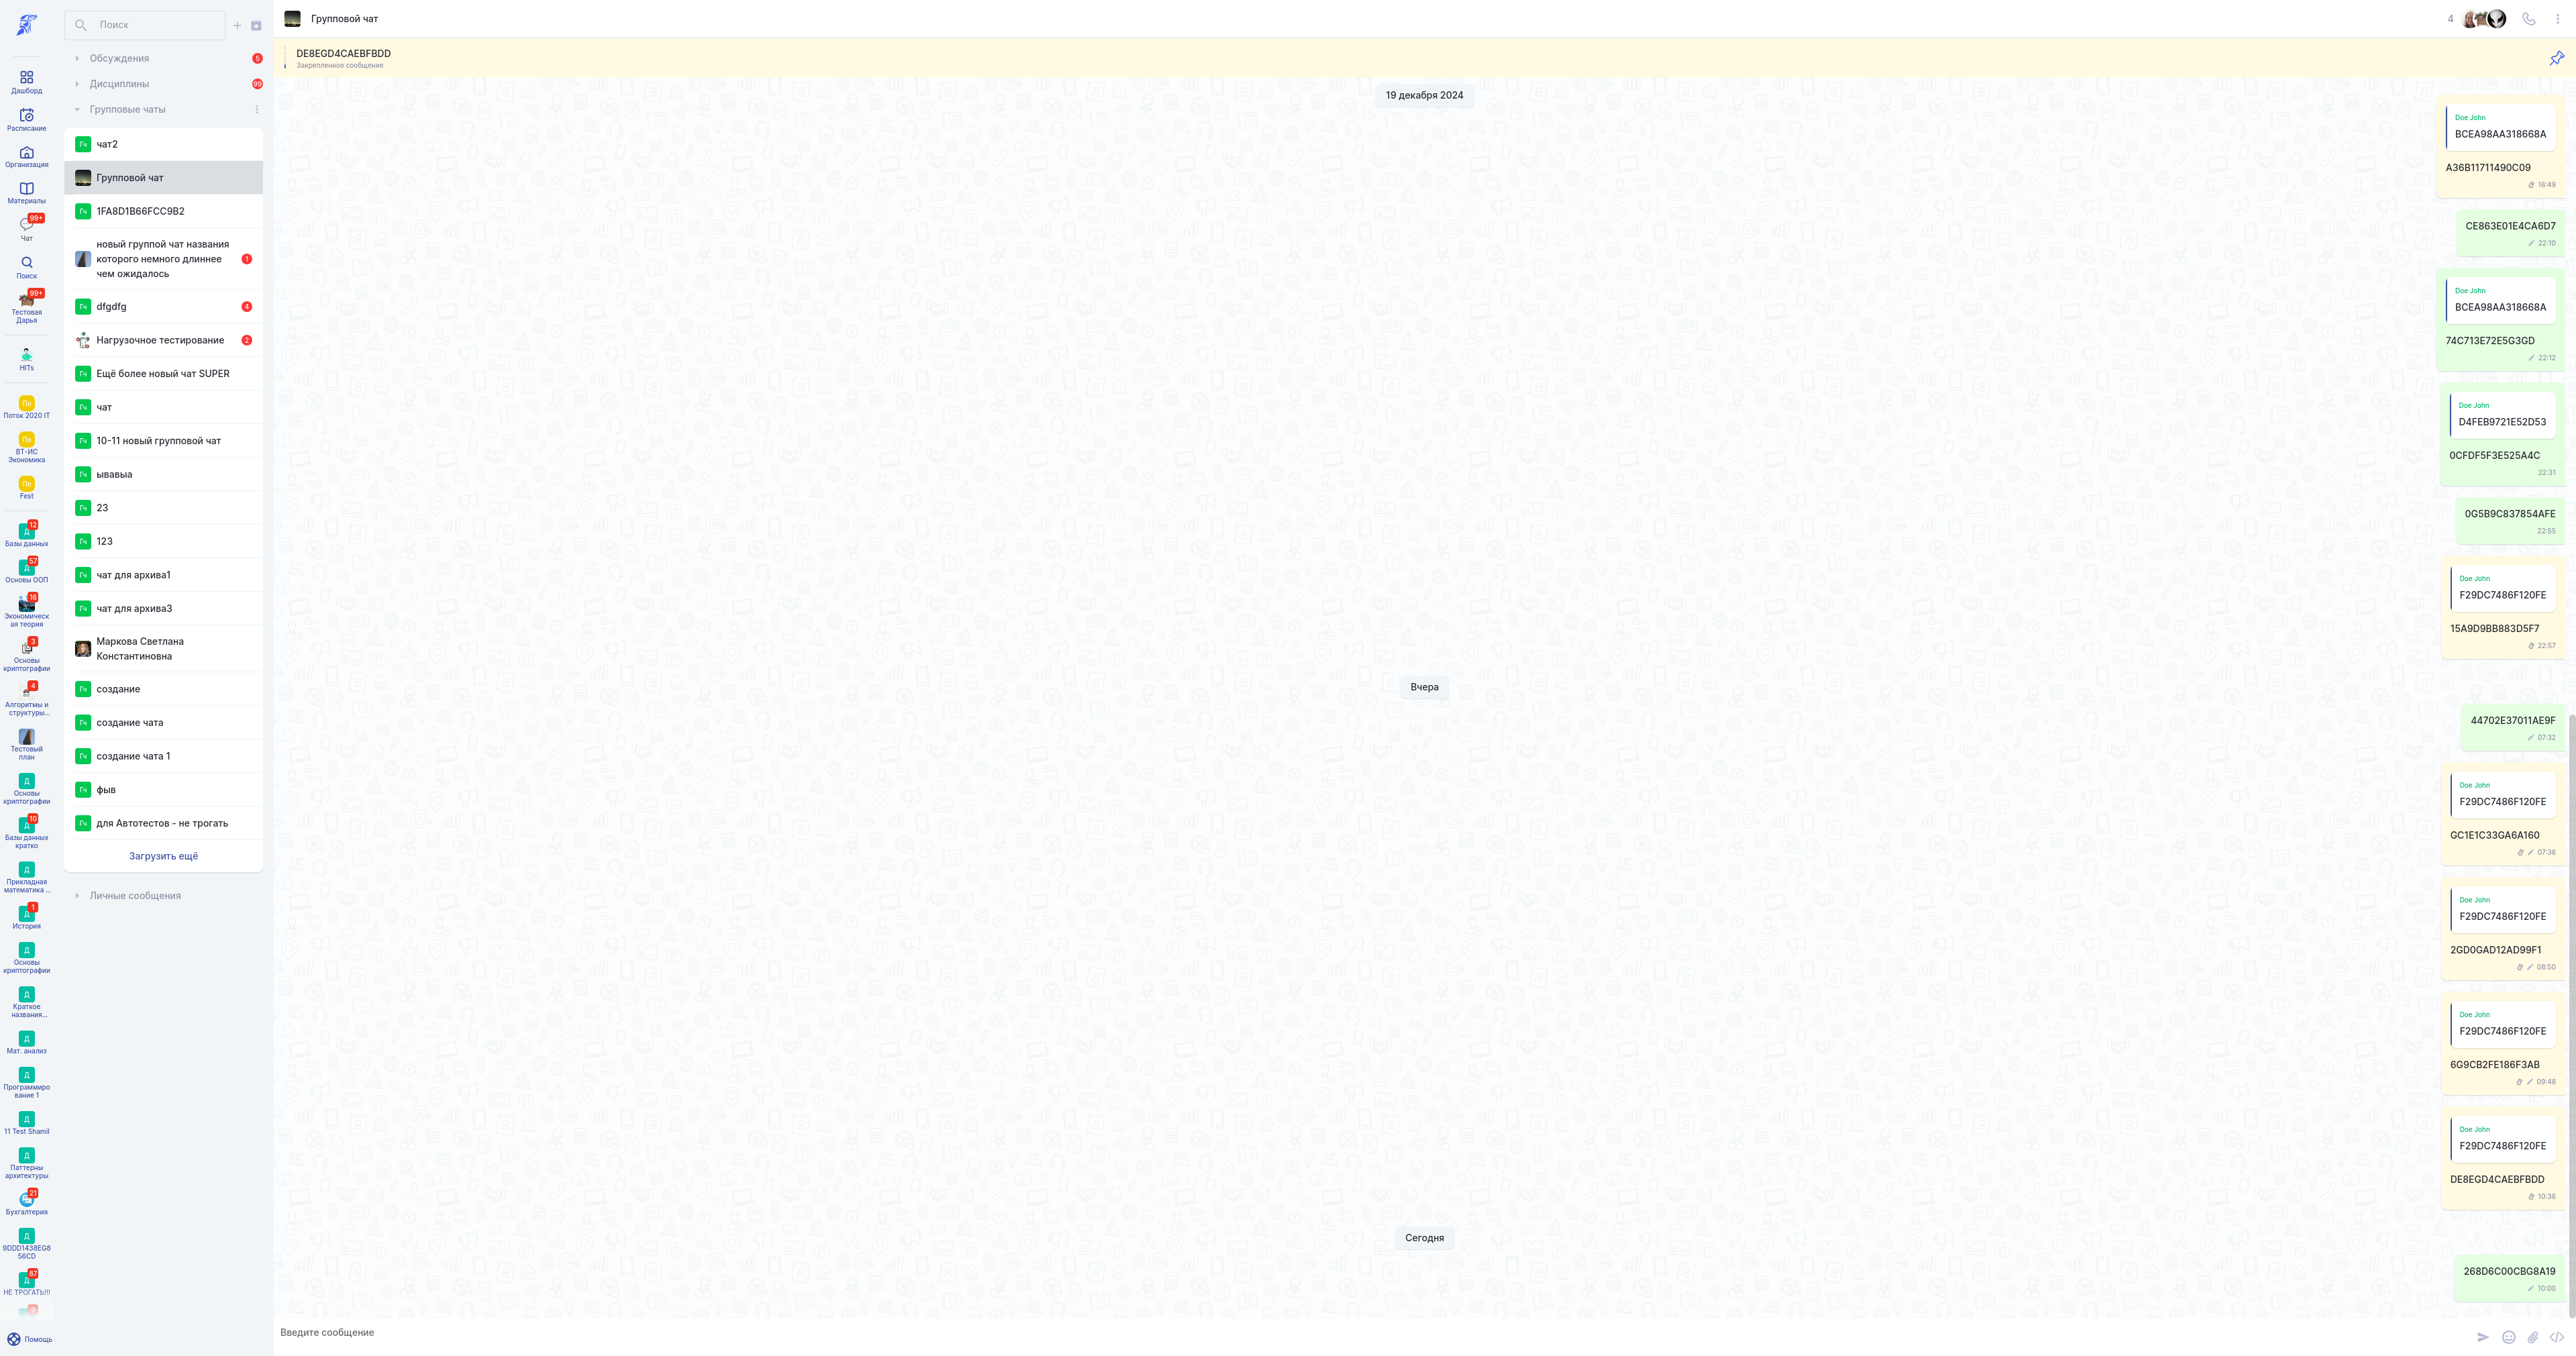 Дашборд
Расписание
Организация
Материалы
99+
Чат
Поиск
99+
Тестовая
Дарья
HITs
По
Поток 2020 IT
По
ВТ-ИС
Экономика
По
Fest
12
Д
Базы данных
57
Д
Основы ООП
16
Экономическ
ая теория
3
Основы
криптографии
4
Алгоритмы и
структуры...
Тестовый
план
Д
Основы
криптографии
10
Д
Базы данных
кратко
Д
Прикладная
математика ...
1
Д
История
Д
Основы
криптографии
Д
Краткое
названия...
Д
Мат. анализ
Д
Программиро
вание 1
Д
11 Test Shamil
Д
Паттерны
архитектуры
21
Бухгалтерия
Д
9DDD1438EG8
56CD
87
Д
НЕ ТРОГАТЬ!!!
Помощь
Поиск
Обсуждения 5
Дисциплины 99
Групповые чаты
Гч чат2
Групповой чат
Гч 1FA8D1B66FCC9B2
новый группой чат названия
которого немного длиннее
чем ожидалось
1
Гч dfgdfg 4
Нагрузочное тестирование 2
Гч Ещё более новый чат SUPER
Гч чат
Гч 10-11 новый групповой чат
Гч ывавыа
Гч 23
Гч 123
Гч чат для архива1
Гч чат для архива3
Маркова Светлана
Константиновна
Гч создание
Гч создание чата
Гч создание чата 1
Гч фыв
Гч для Автотестов - не трогать
Загрузить ещё
Личные сообщения
Групповой чат
4
DE8EGD4CAEBFBDD
Закрепленное сообщение
19 декабря 2024
Doe John
BCEA98AA318668A
A36B11711490C09
16:49
CE863E01E4CA6D7
22:10
Doe John
BCEA98AA318668A
74C713E72E5G3GD
22:12
Doe John
D4FEB9721E52D53
0CFDF5F3E525A4C
22:31
0G5B9C837854AFE
22:55
Doe John
F29DC7486F120FE
15A9D9BB883D5F7
22:57
Вчера
44702E37011AE9F
07:32
Doe John
F29DC7486F120FE
GC1E1C33GA6A160
07:36
Doe John
F29DC7486F120FE
2GD0GAD12AD99F1
08:50
Doe John
F29DC7486F120FE
6G9CB2FE186F3AB
09:48
Doe John
F29DC7486F120FE
DE8EGD4CAEBFBDD
10:36
Сегодня
268D6C00CBG8A19
10:00
Введите сообщение